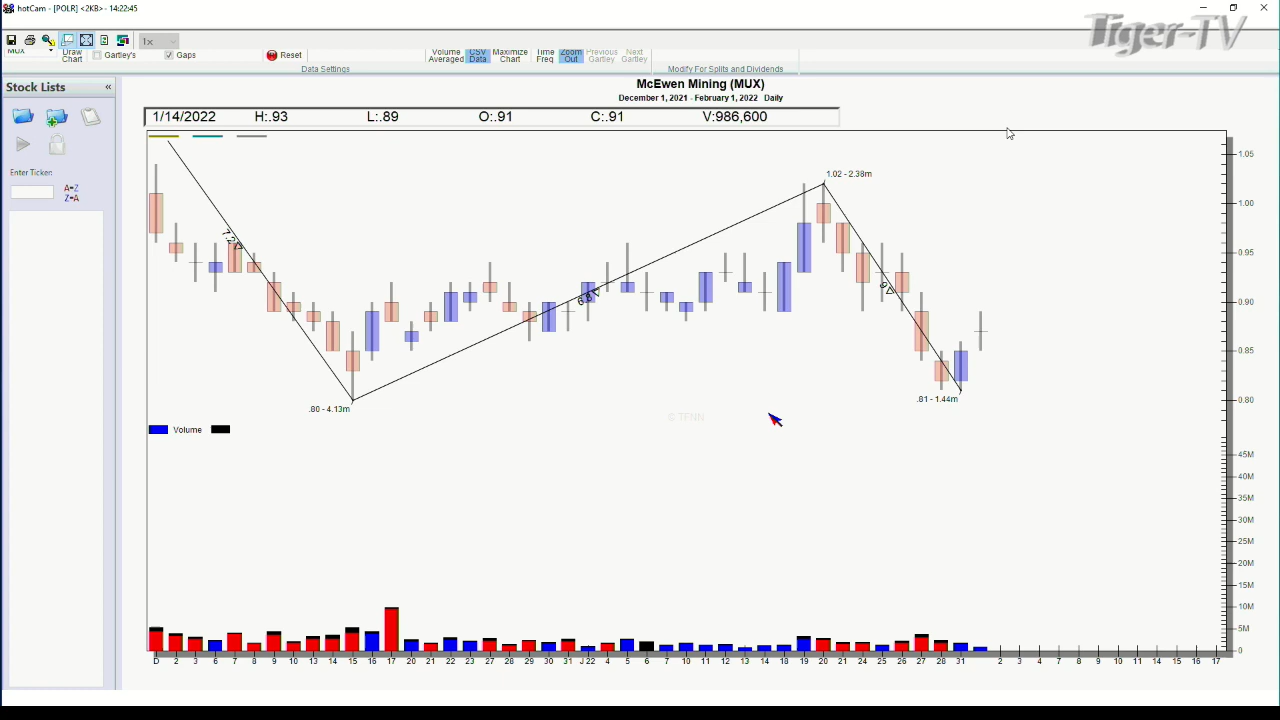 hotCam - [POLR] <2KB> - 14:22:45
Tiger-TV
1x
MUX
Draw Chart
Gartley's
Gaps
Reset
Volume Averaged
CSV Data
Maximize Chart
Time Freq
Zoom Out
Previous Gartley
Next Gartley
Data Settings
Modify For Splits and Dividends
Stock Lists «
Enter Ticker:
A=Z
Z=A
McEwen Mining (MUX)
December 1, 2021 - February 1, 2022 Daily
1/14/2022 H:.93 L:.89 O:.91 C:.91 V:986,600
1.02 - 2.38m
.80 - 4.13m
.81 - 1.44m
© TFNN
1.05
1.00
0.95
0.90
0.85
0.80
Volume
45M
40M
35M
30M
25M
20M
15M
10M
5M
0
D 2 3 6 7 8 9 10 13 14 15 16 17 20 21 22 23 27 28 29 30 31 J 22 4 5 6 7 10 11 12 13 14 18 19 20 21 24 25 26 27 28 31 2 3 4 7 8 9 10 11 14 15 16 17